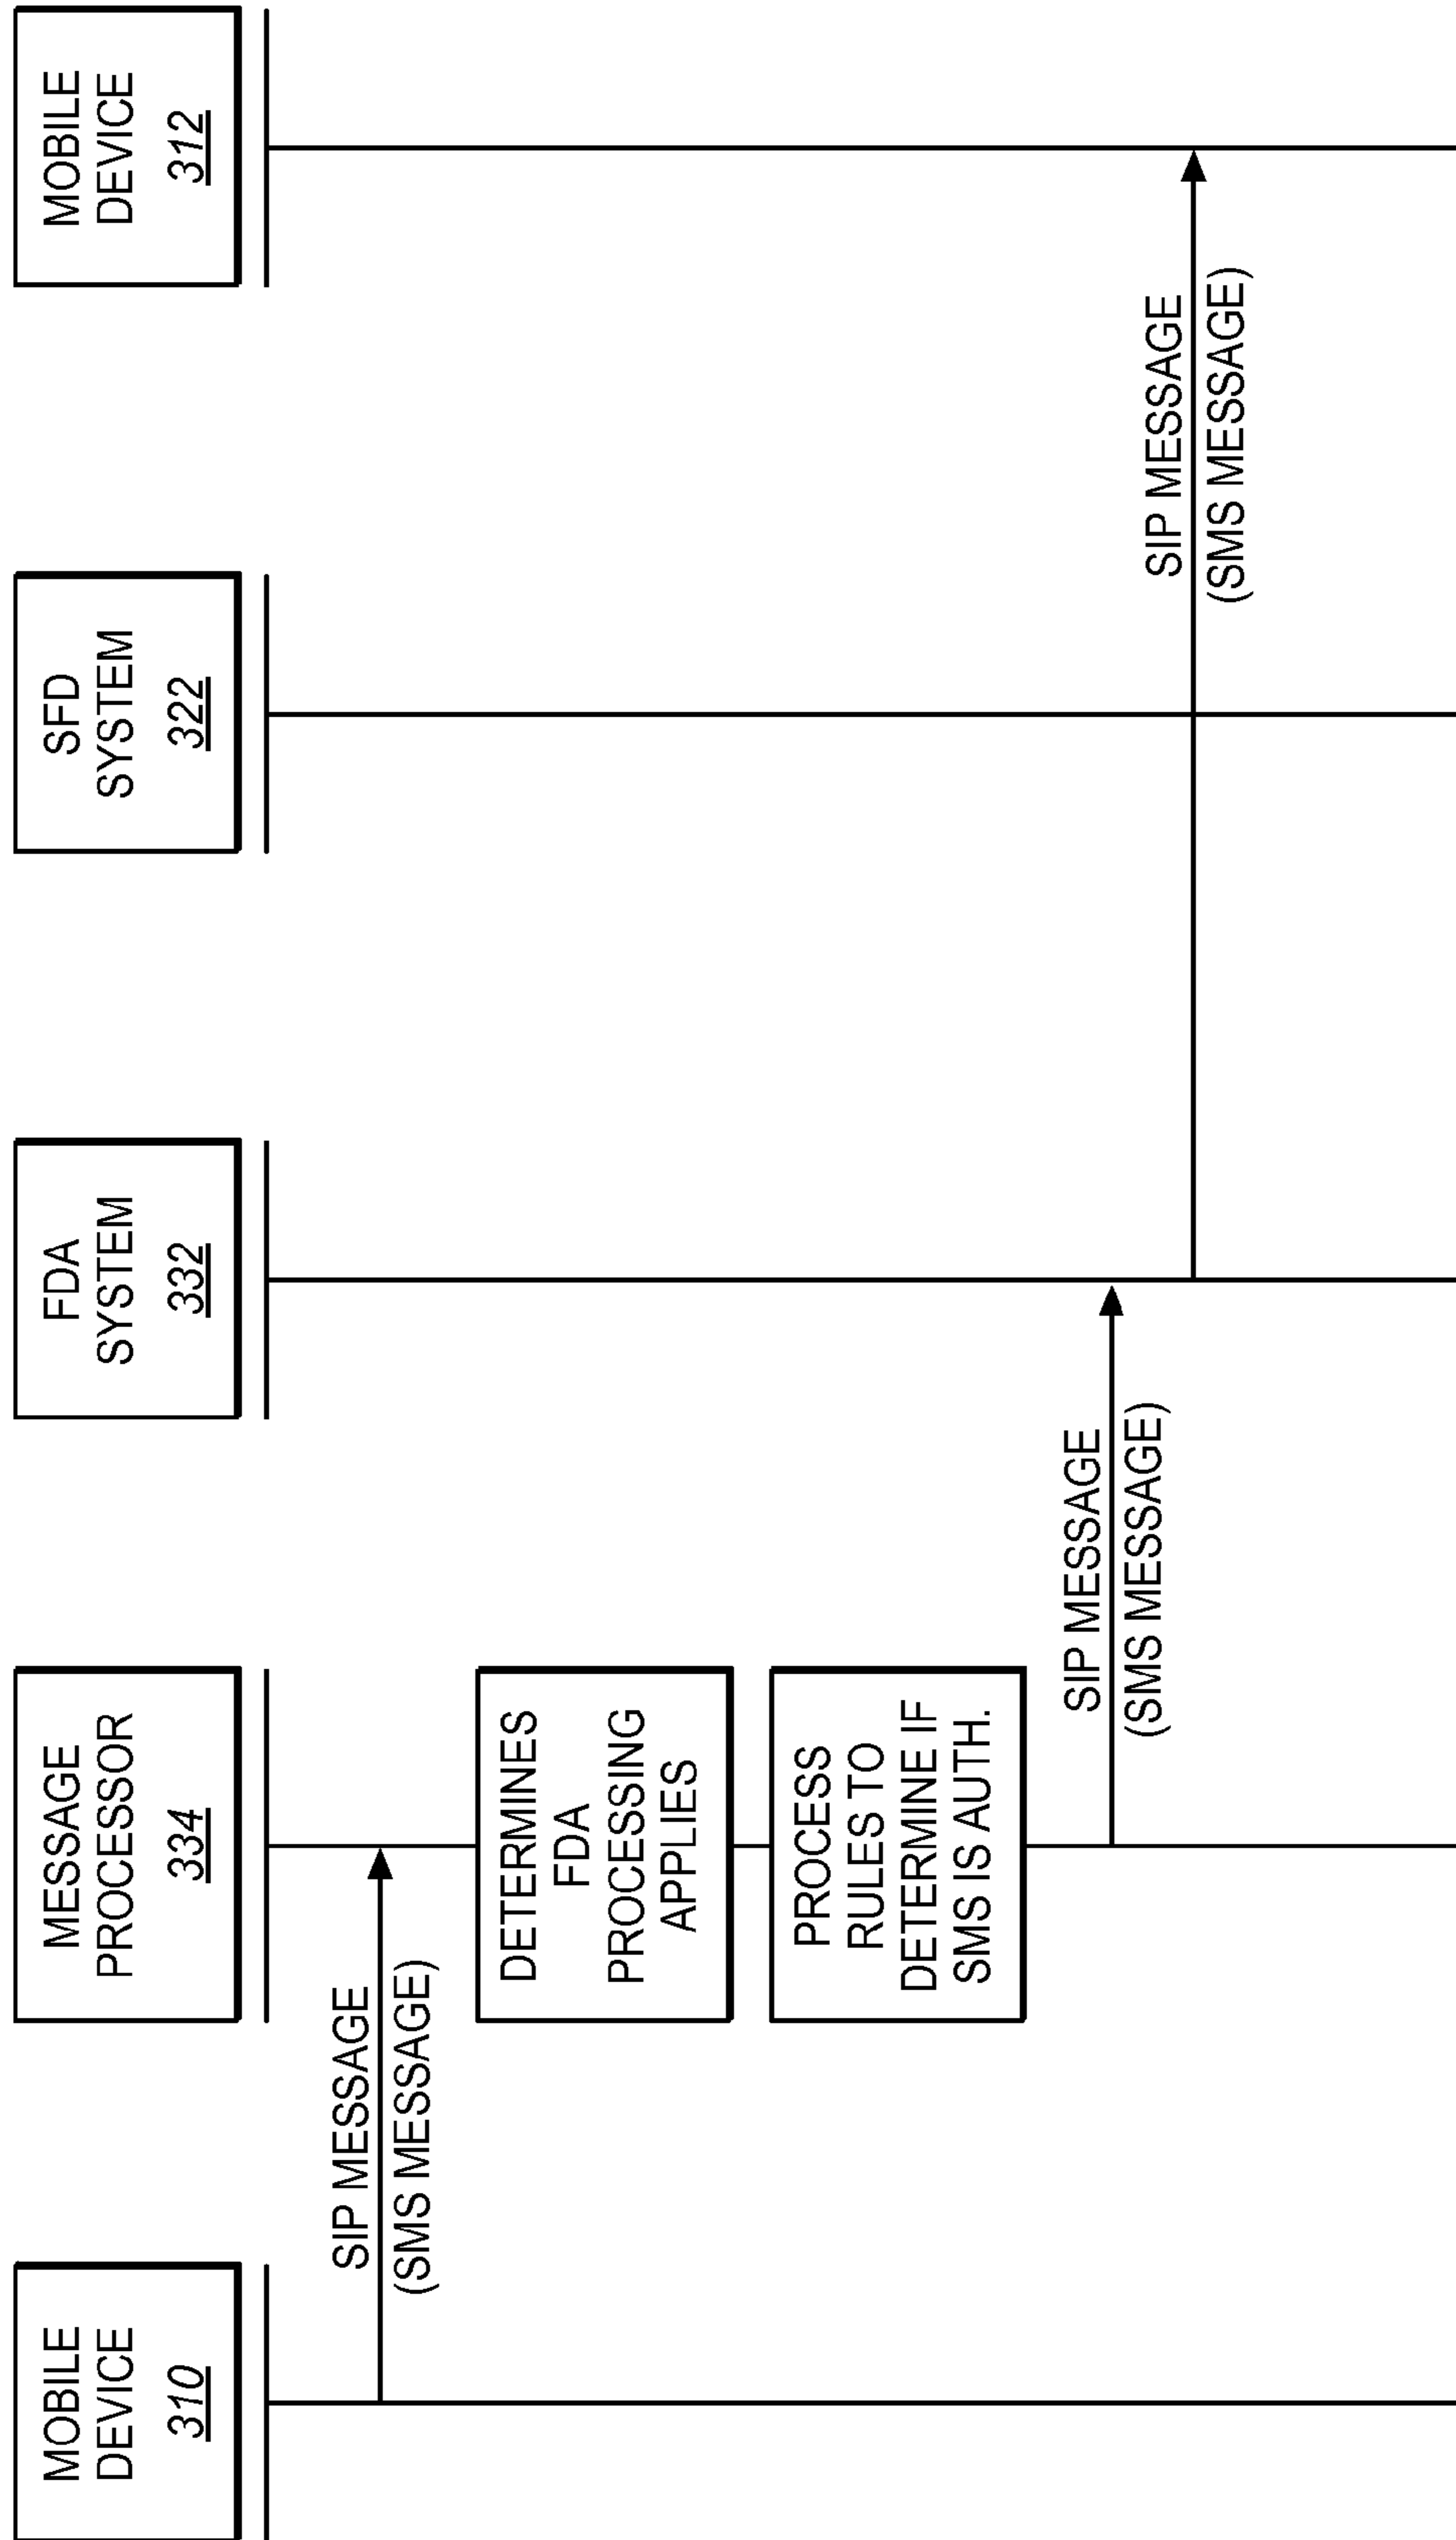 MOBILE
DEVICE
310
MESSAGE
PROCESSOR
334
FDA
SYSTEM
332
SFD
SYSTEM
322
MOBILE
DEVICE
312
SIP MESSAGE
(SMS MESSAGE)
DETERMINES
FDA
PROCESSING
APPLIES
PROCESS
RULES TO
DETERMINE IF
SMS IS AUTH.
SIP MESSAGE
(SMS MESSAGE)
SIP MESSAGE
(SMS MESSAGE)